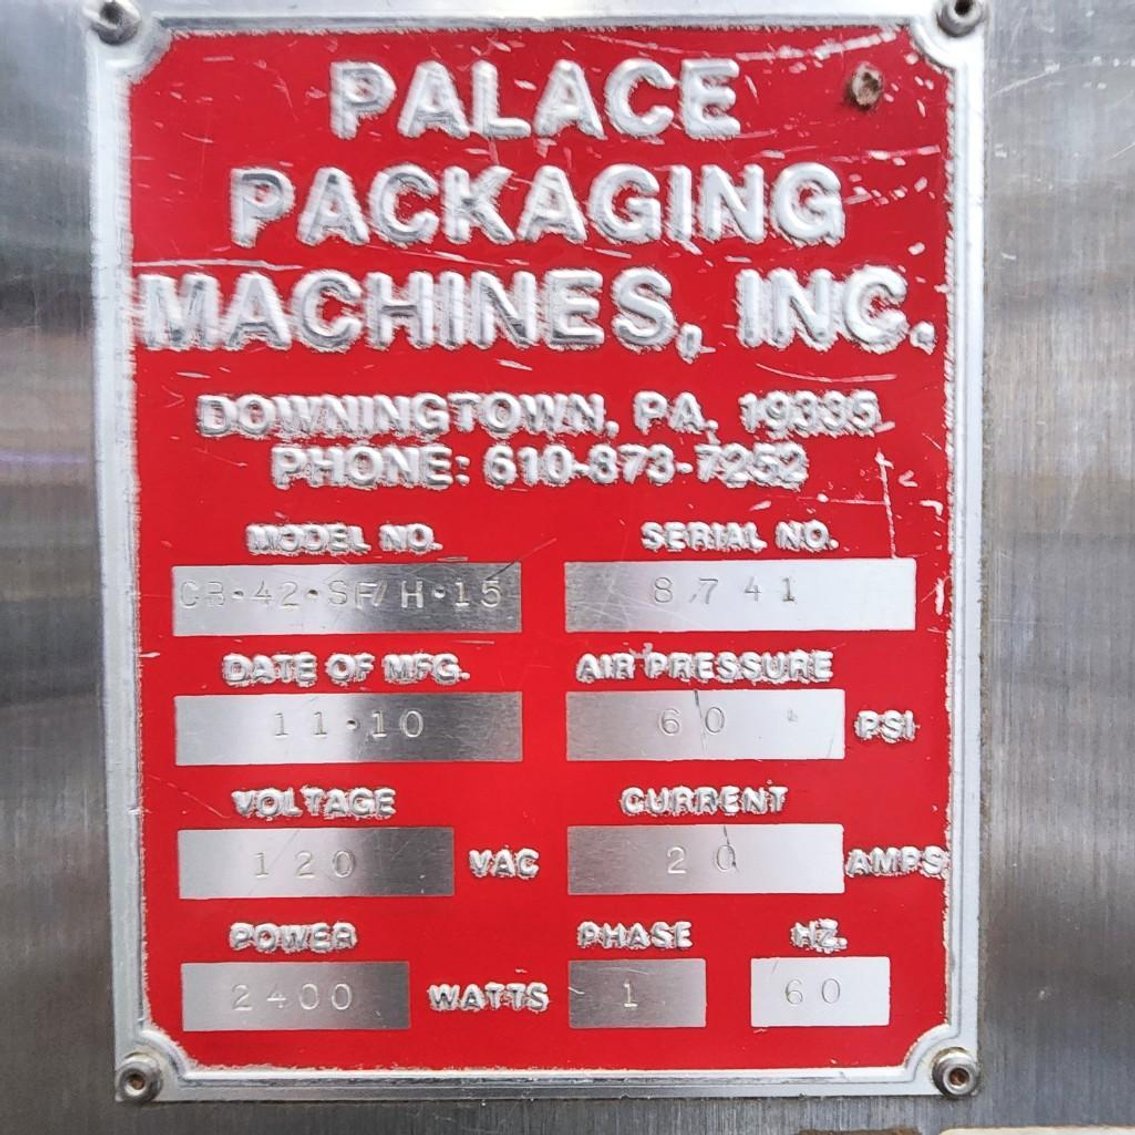 PALACE
PACKAGING
MACHINES, INC.
DOWNINGTOWN, PA. 19335
PHONE: 610-873-7252
MODEL NO. SERIAL NO.
CB-42-SF/H-15 8741
DATE OF MFG. AIR PRESSURE
11-10 60 PSI
VOLTAGE CURRENT
120 VAC 20 AMPS
POWER PHASE HZ.
2400 WATTS 1 60